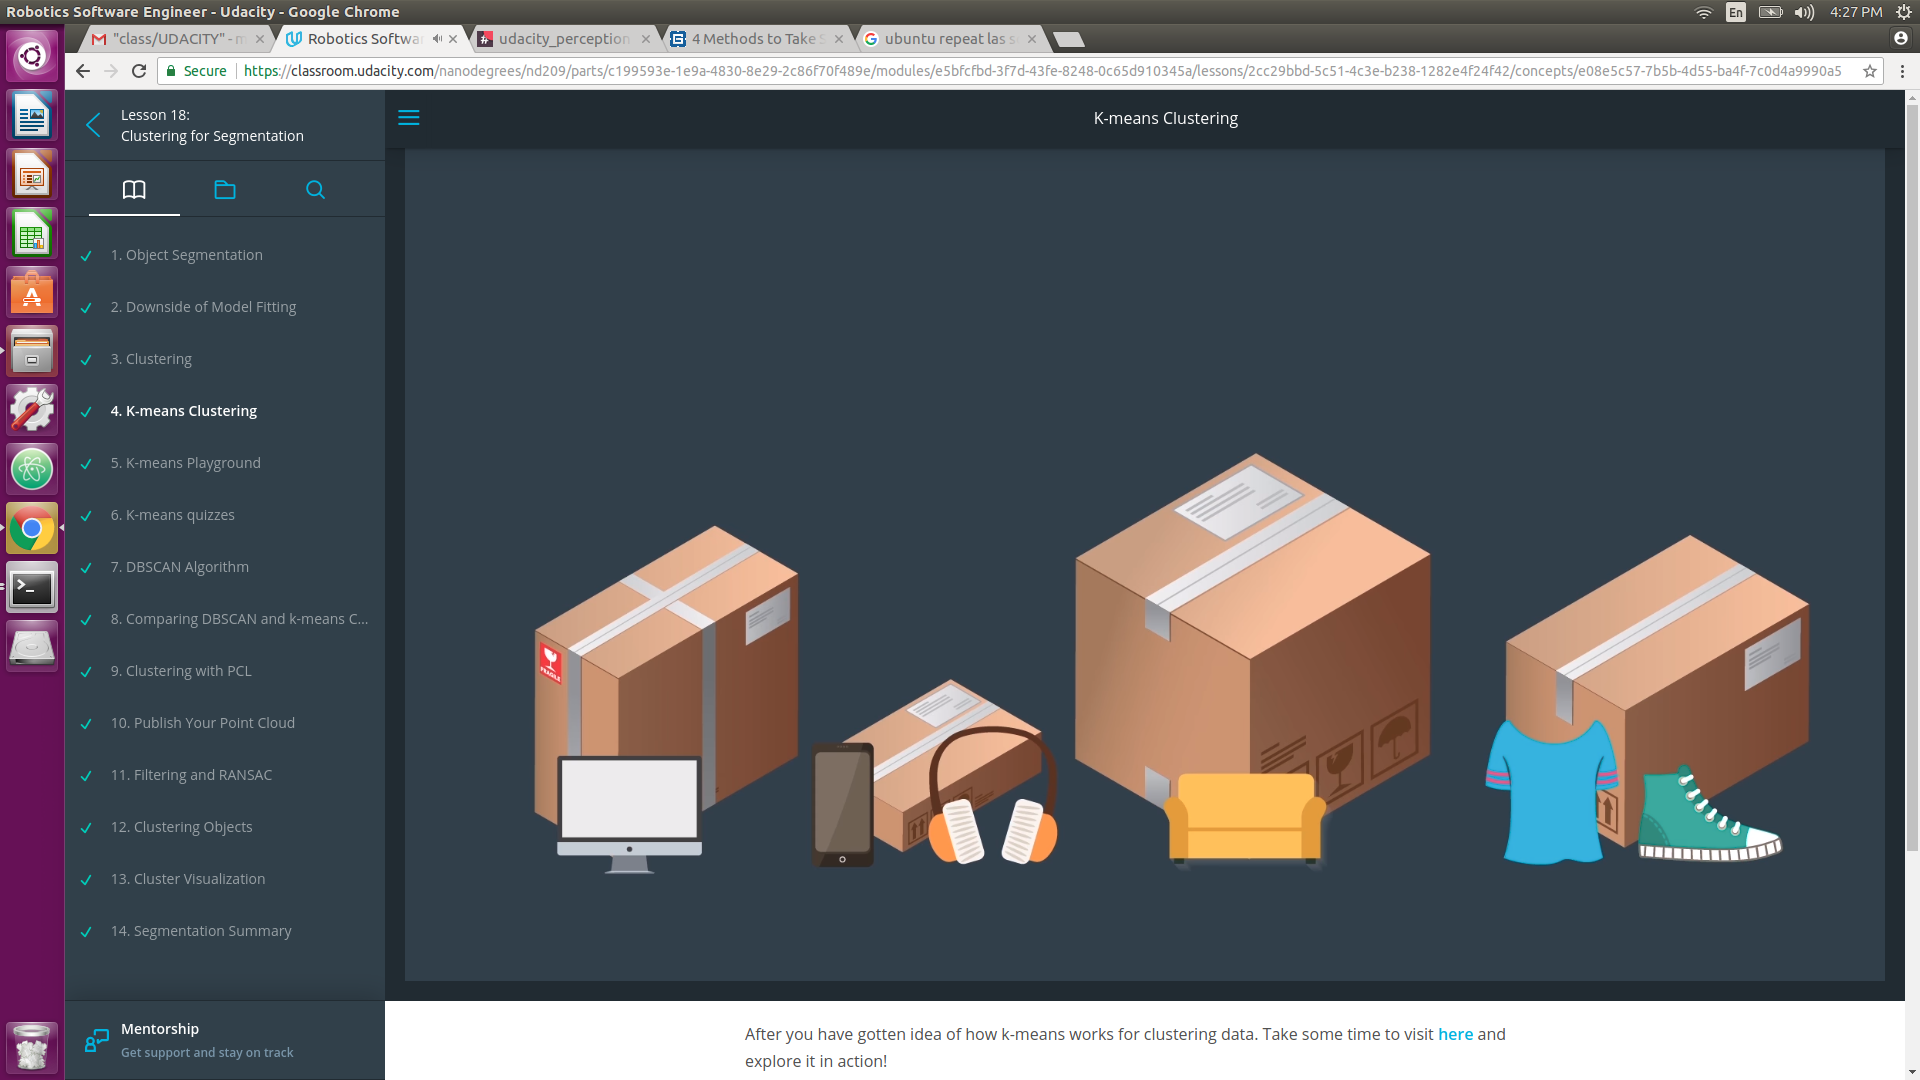 Robotics Software Engineer - Udacity - Google Chrome
En
4:27 PM
"class/UDACITY" - m
Robotics Softwa
udacity_perception
4 Methods to Take S
ubuntu repeat las s
Secure
https://classroom.udacity.com/nanodegrees/nd209/parts/c199593e-1e9a-4830-8e29-2c86f70f489e/modules/e5bfcfbd-3f7d-43fe-8248-0c65d910345a/lessons/2cc29bbd-5c51-4c3e-b238-1282e4f24f42/concepts/e08e5c57-7b5b-4d55-ba4f-7c0d4a9990a5
Lesson 18:
Clustering for Segmentation
K-means Clustering
1. Object Segmentation
2. Downside of Model Fitting
3. Clustering
4. K-means Clustering
5. K-means Playground
6. K-means quizzes
7. DBSCAN Algorithm
8. Comparing DBSCAN and k-means C...
9. Clustering with PCL
10. Publish Your Point Cloud
11. Filtering and RANSAC
12. Clustering Objects
13. Cluster Visualization
14. Segmentation Summary
FRAGILE
Mentorship
Get support and stay on track
After you have gotten idea of how k-means works for clustering data. Take some time to visit here and
explore it in action!